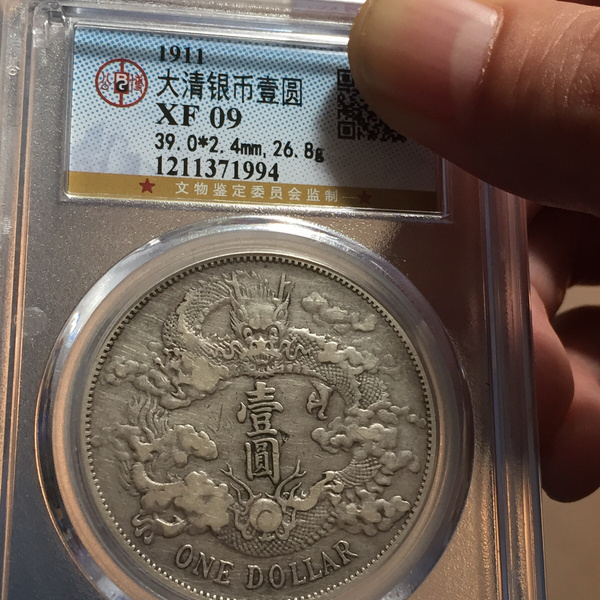 1911
大清银币壹圆
XF 09
39.0*2.4mm, 26.8g
1211371994
文物鉴定委员会监制
壹
圓
ONE DOLLAR